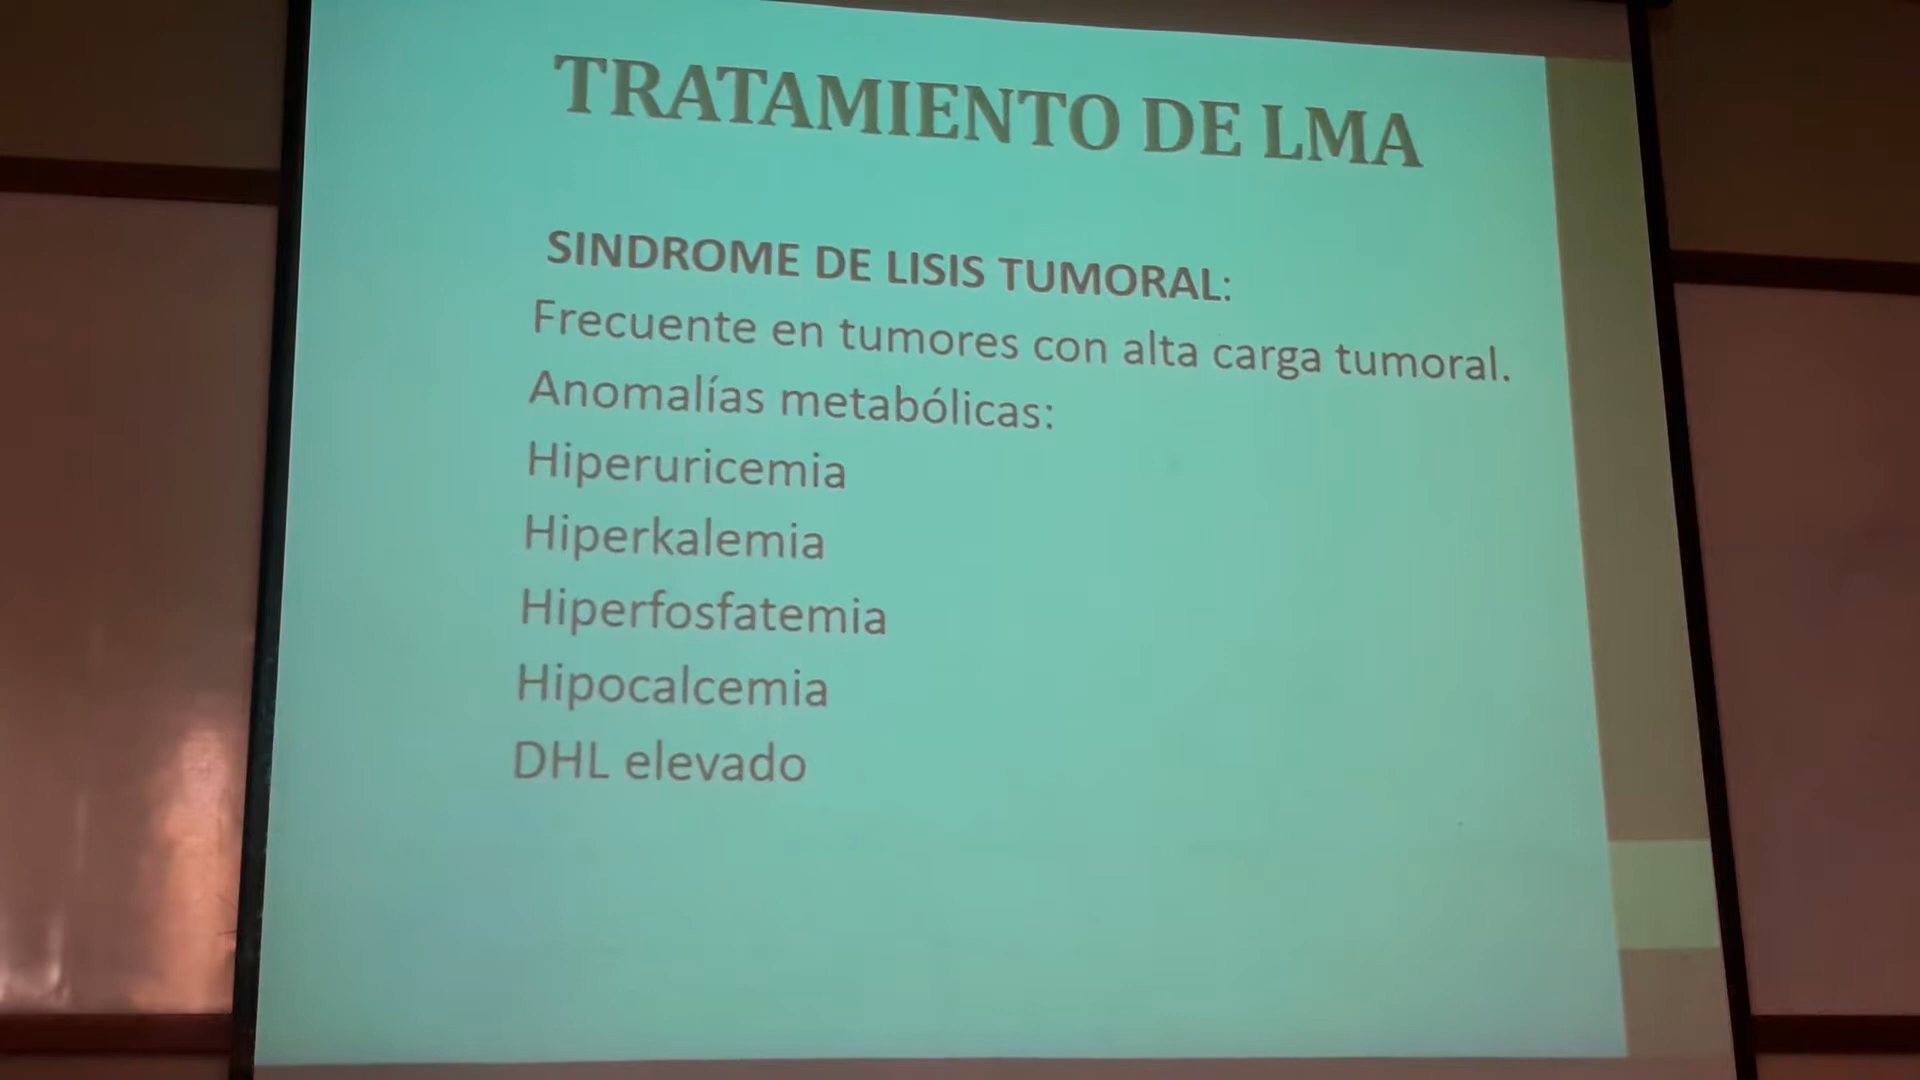 TRATAMIENTO DE LMA
SINDROME DE LISIS TUMORAL:
Frecuente en tumores con alta carga tumoral.
Anomalías metabólicas:
Hiperuricemia
Hiperkalemia
Hiperfosfatemia
Hipocalcemia
DHL elevado